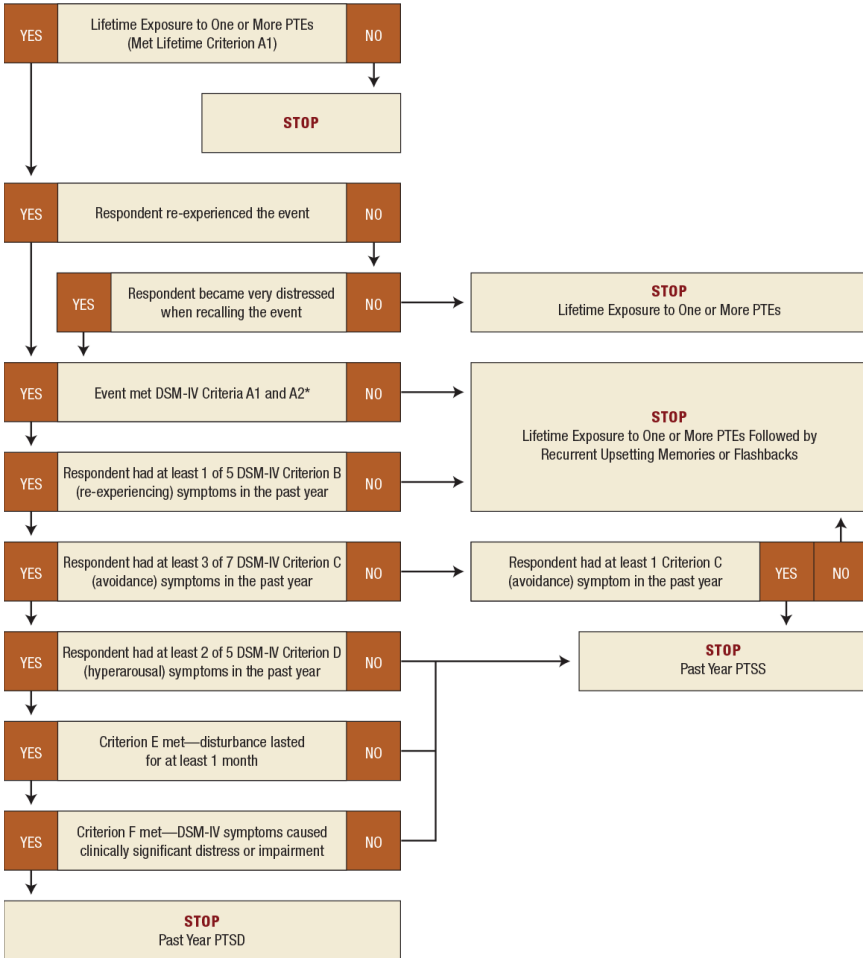 YES
Lifetime Exposure to One or More PTEs
(Met Lifetime Criterion A1)
NO
STOP
YES
Respondent re-experienced the event
NO
YES
Respondent became very distressed
when recalling the event
NO
STOP
Lifetime Exposure to One or More PTEs
YES
Event met DSM-IV Criteria A1 and A2*
NO
STOP
Lifetime Exposure to One or More PTEs Followed by
Recurrent Upsetting Memories or Flashbacks
YES
Respondent had at least 1 of 5 DSM-IV Criterion B
(re-experiencing) symptoms in the past year
NO
YES
Respondent had at least 3 of 7 DSM-IV Criterion C
(avoidance) symptoms in the past year
NO
Respondent had at least 1 Criterion C
(avoidance) symptom in the past year
YES
NO
YES
Respondent had at least 2 of 5 DSM-IV Criterion D
(hyperarousal) symptoms in the past year
NO
STOP
Past Year PTSS
YES
Criterion E met—disturbance lasted
for at least 1 month
NO
YES
Criterion F met—DSM-IV symptoms caused
clinically significant distress or impairment
NO
STOP
Past Year PTSD